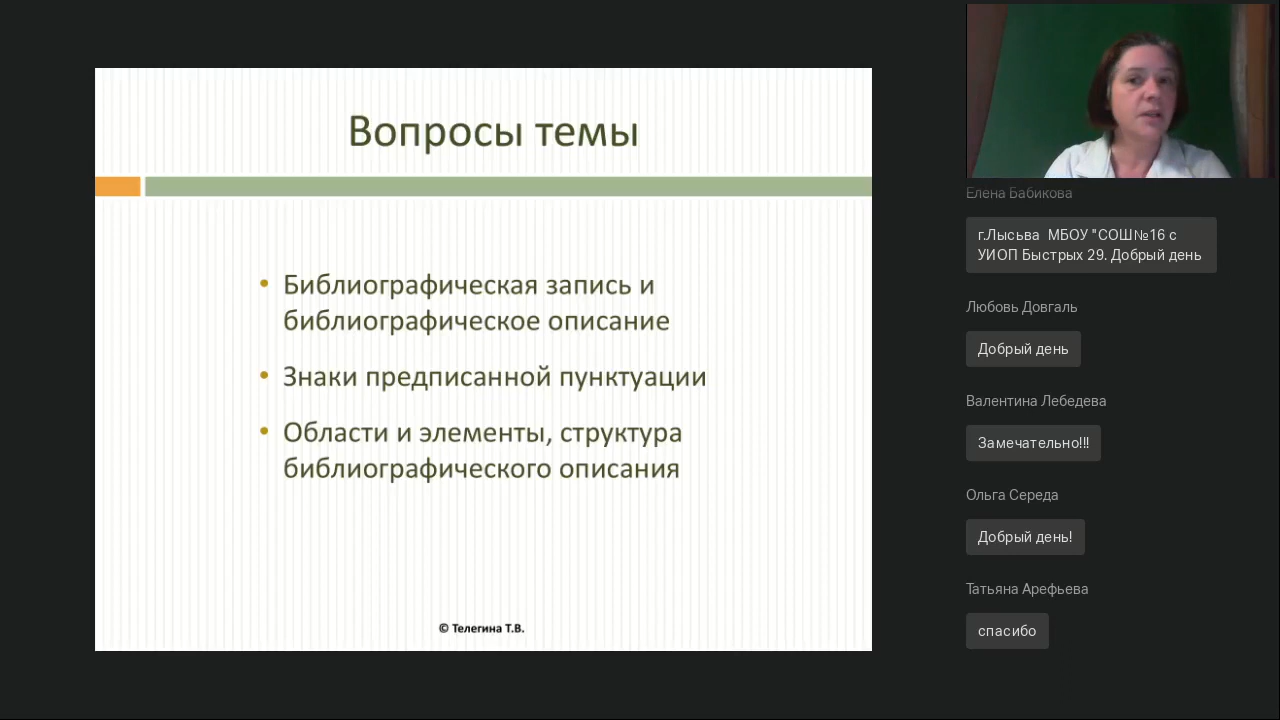 Вопросы темы
• Библиографическая запись и
библиографическое описание
• Знаки предписанной пунктуации
• Области и элементы, структура
библиографического описания
© Телегина Т.В.
Елена Бабикова
г.Лысьва МБОУ "СОШ№16 с
УИОП Быстрых 29. Добрый день
Любовь Довгаль
Добрый день
Валентина Лебедева
Замечательно!!!
Ольга Середа
Добрый день!
Татьяна Арефьева
спасибо